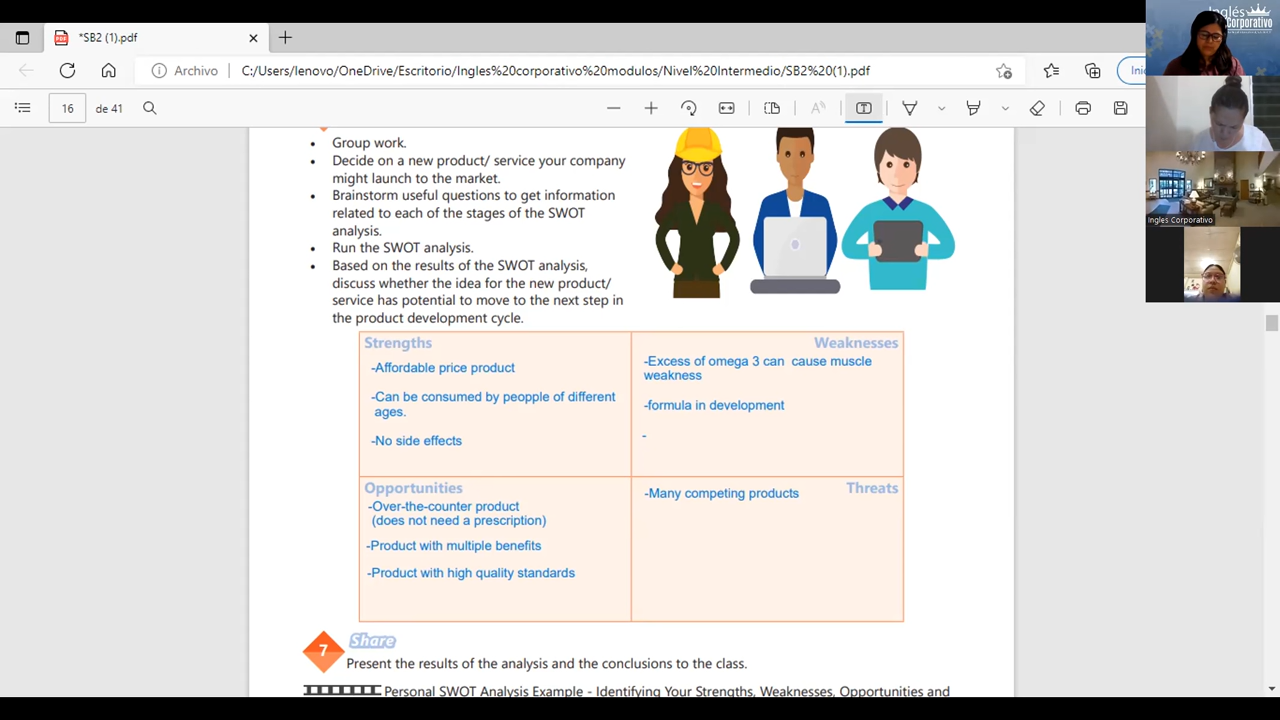 *SB2 (1).pdf
Archivo
C:/Users/lenovo/OneDrive/Escritorio/Ingles%20corporativo%20modulos/Nivel%20Intermedio/SB2%20(1).pdf
16 de 41
Inglés
Corporativo
Ingles Corporativo
• Group work.
• Decide on a new product/ service your company
might launch to the market.
• Brainstorm useful questions to get information
related to each of the stages of the SWOT
analysis.
• Run the SWOT analysis.
• Based on the results of the SWOT analysis,
discuss whether the idea for the new product/
service has potential to move to the next step in
the product development cycle.
Strengths
-Affordable price product
-Can be consumed by peopple of different
ages.
-No side effects
Weaknesses
-Excess of omega 3 can cause muscle
weakness
-formula in development
-
Opportunities
-Over-the-counter product
(does not need a prescription)
-Product with multiple benefits
-Product with high quality standards
Threats
-Many competing products
7 Share
Present the results of the analysis and the conclusions to the class.
Personal SWOT Analysis Example - Identifying Your Strengths, Weaknesses, Opportunities and